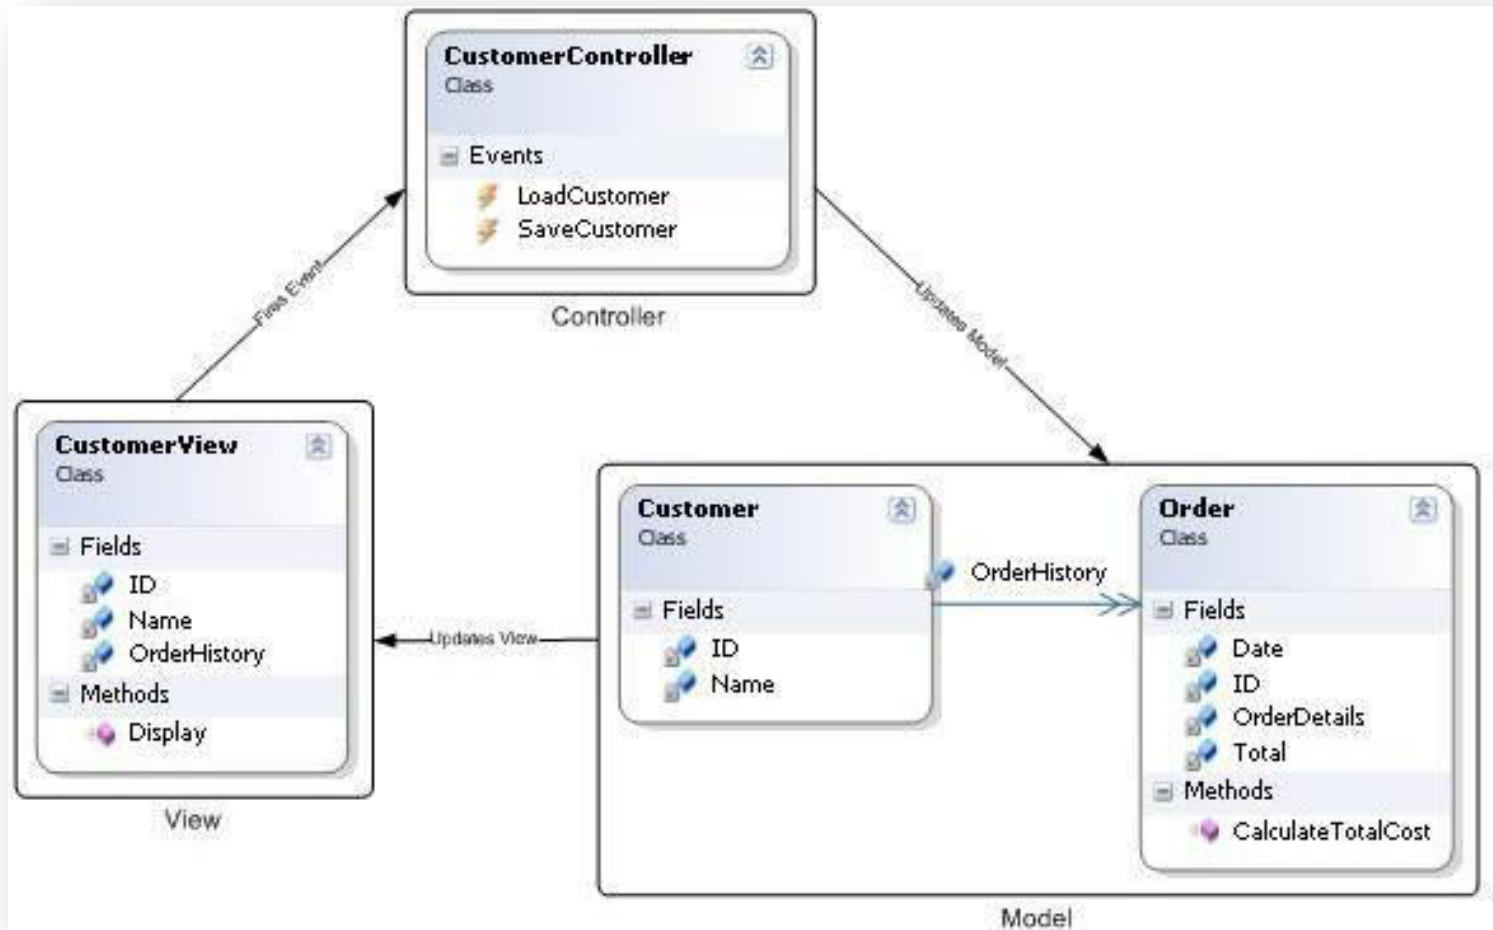 CustomerController
Class
Events
LoadCustomer
SaveCustomer
Controller
Fires Event
Updates Model
CustomerView
Class
Fields
ID
Name
OrderHistory
Methods
Display
View
Updates View
Customer
Class
Fields
ID
Name
OrderHistory
Order
Class
Fields
Date
ID
OrderDetails
Total
Methods
CalculateTotalCost
Model